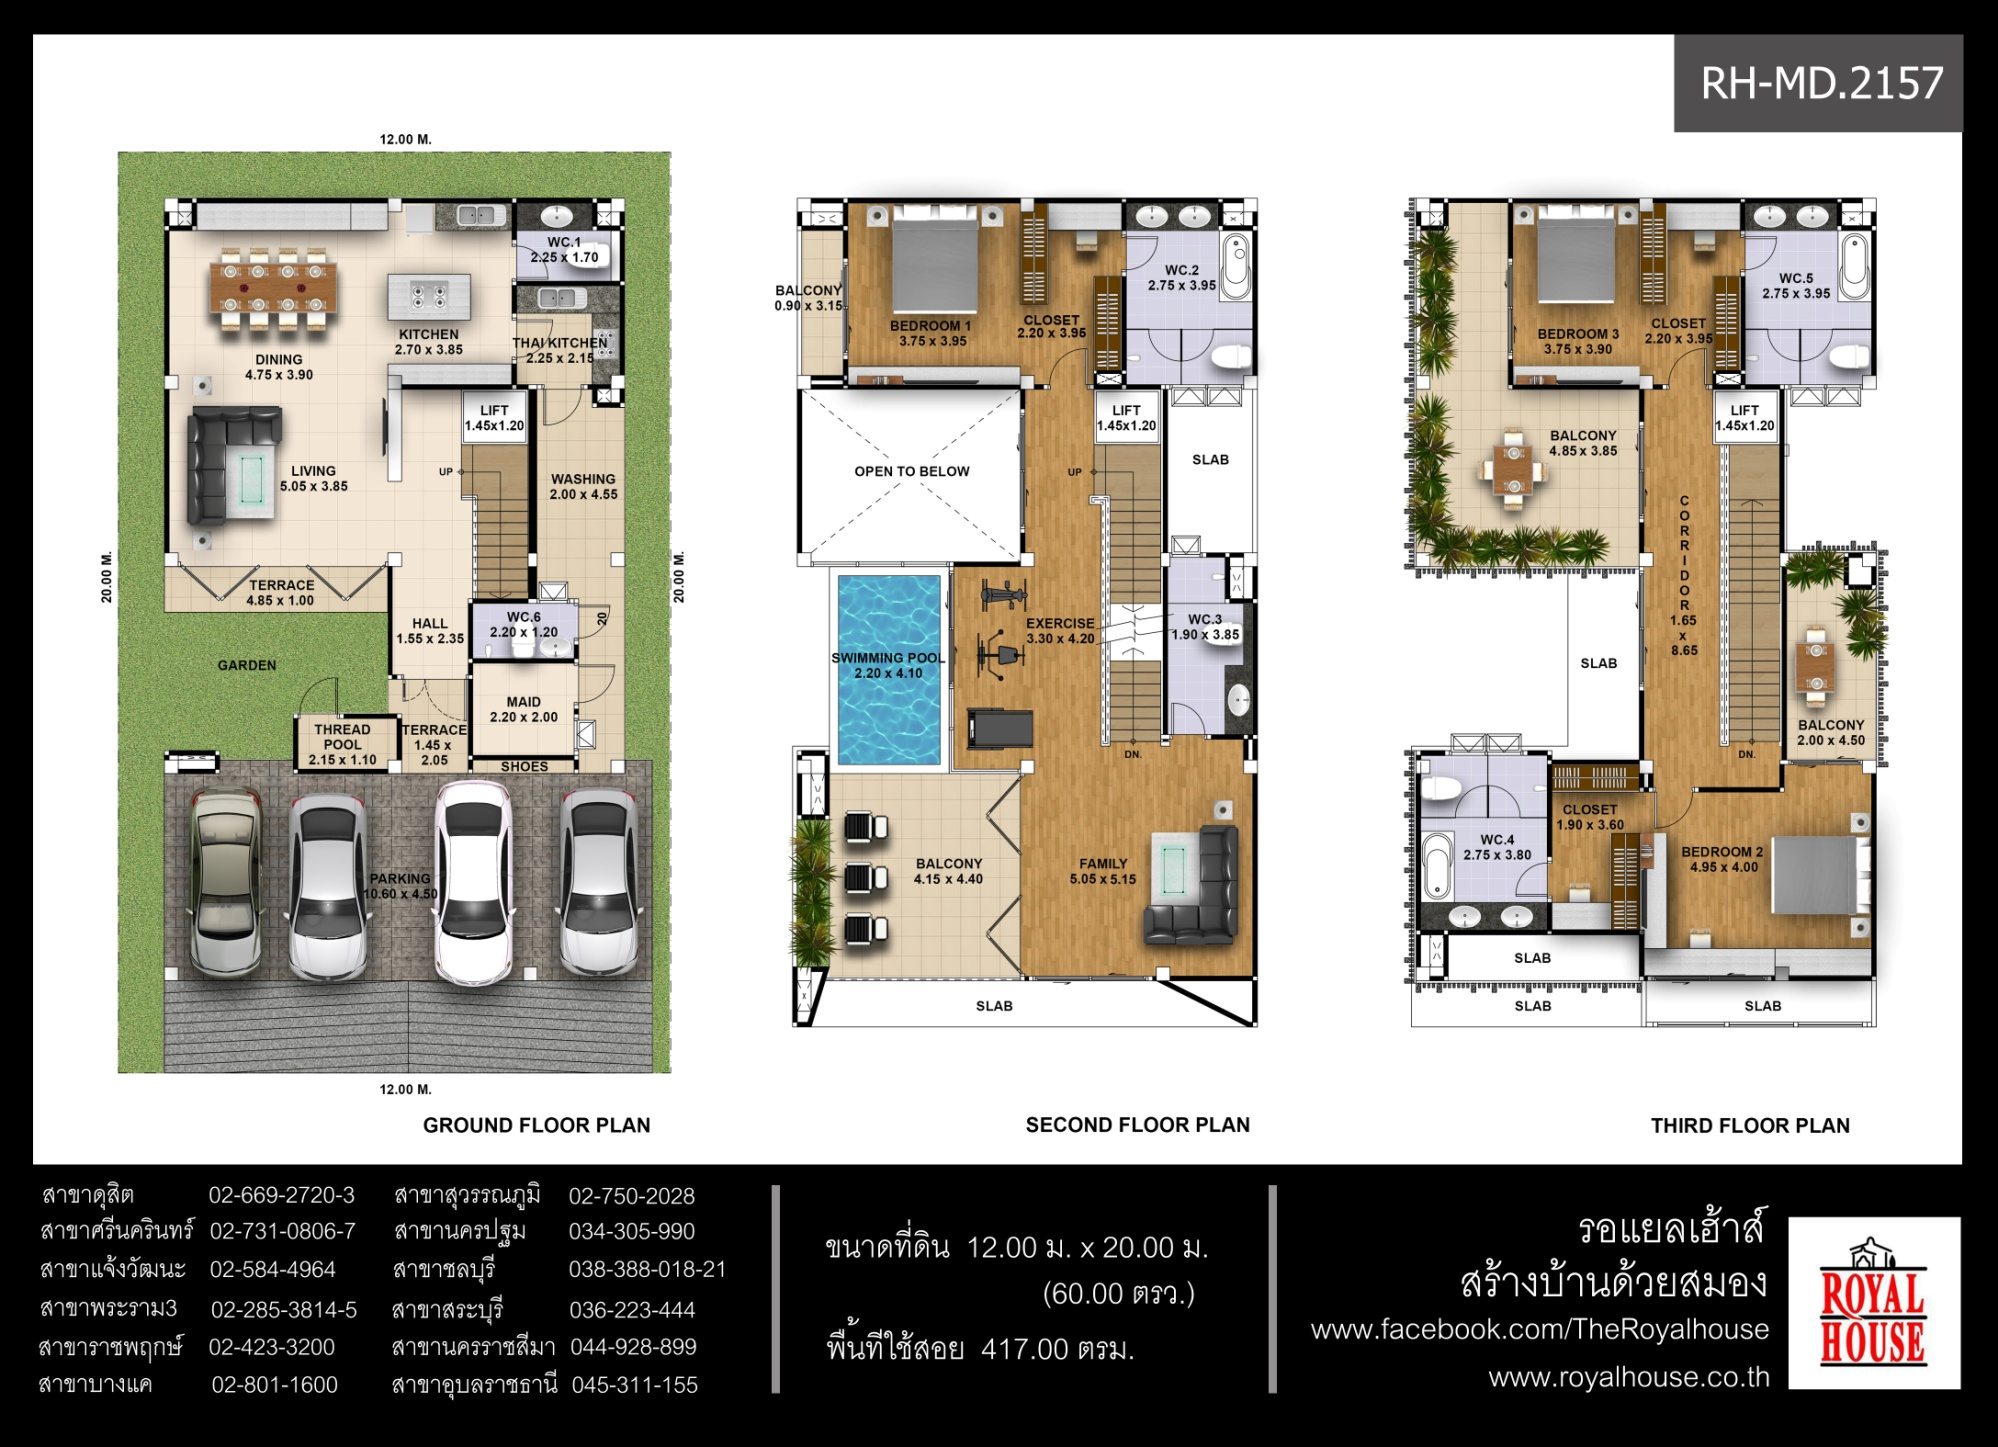 RH-MD.2157
12.00 M.
20.00 M.
20.00 M.
WC.1
2.25 x 1.70
KITCHEN
2.70 x 3.85
THAI KITCHEN
2.25 x 2.15
DINING
4.75 x 3.90
LIFT
1.45x1.20
UP
LIVING
5.05 x 3.85
WASHING
2.00 x 4.55
TERRACE
4.85 x 1.00
HALL
1.55 x 2.35
WC.6
2.20 x 1.20
20
GARDEN
MAID
2.20 x 2.00
THREAD
POOL
2.15 x 1.10
TERRACE
1.45 x
2.05
SHOES
PARKING
10.60 x 4.50
12.00 M.
GROUND FLOOR PLAN
BALCONY
0.90 x 3.15
BEDROOM 1
3.75 x 3.95
CLOSET
2.20 x 3.95
WC.2
2.75 x 3.95
LIFT
1.45x1.20
OPEN TO BELOW
UP
SLAB
EXERCISE
3.30 x 4.20
WC.3
1.90 x 3.85
SWIMMING POOL
2.20 x 4.10
DN.
BALCONY
4.15 x 4.40
FAMILY
5.05 x 5.15
SLAB
SECOND FLOOR PLAN
BEDROOM 3
3.75 x 3.90
CLOSET
2.20 x 3.95
WC.5
2.75 x 3.95
LIFT
1.45x1.20
BALCONY
4.85 x 3.85
CORRIDOR
1.65
x
8.65
SLAB
BALCONY
2.00 x 4.50
DN.
WC.4
2.75 x 3.80
CLOSET
1.90 x 3.60
BEDROOM 2
4.95 x 4.00
SLAB
SLAB
SLAB
THIRD FLOOR PLAN
สาขาดุสิต 02-669-2720-3
สาขาศรีนครินทร์ 02-731-0806-7
สาขาแจ้งวัฒนะ 02-584-4964
สาขาพระราม3 02-285-3814-5
สาขาราชพฤกษ์ 02-423-3200
สาขาบางแค 02-801-1600
สาขาสุวรรณภูมิ 02-750-2028
สาขานครปฐม 034-305-990
สาขาชลบุรี 038-388-018-21
สาขาสระบุรี 036-223-444
สาขานครราชสีมา 044-928-899
สาขาอุบลราชธานี 045-311-155
ขนาดที่ดิน 12.00 ม. x 20.00 ม.
(60.00 ตรว.)
พื้นที่ใช้สอย 417.00 ตรม.
รอแยลเฮ้าส์
สร้างบ้านด้วยสมอง
www.facebook.com/TheRoyalhouse
www.royalhouse.co.th
ROYAL
HOUSE